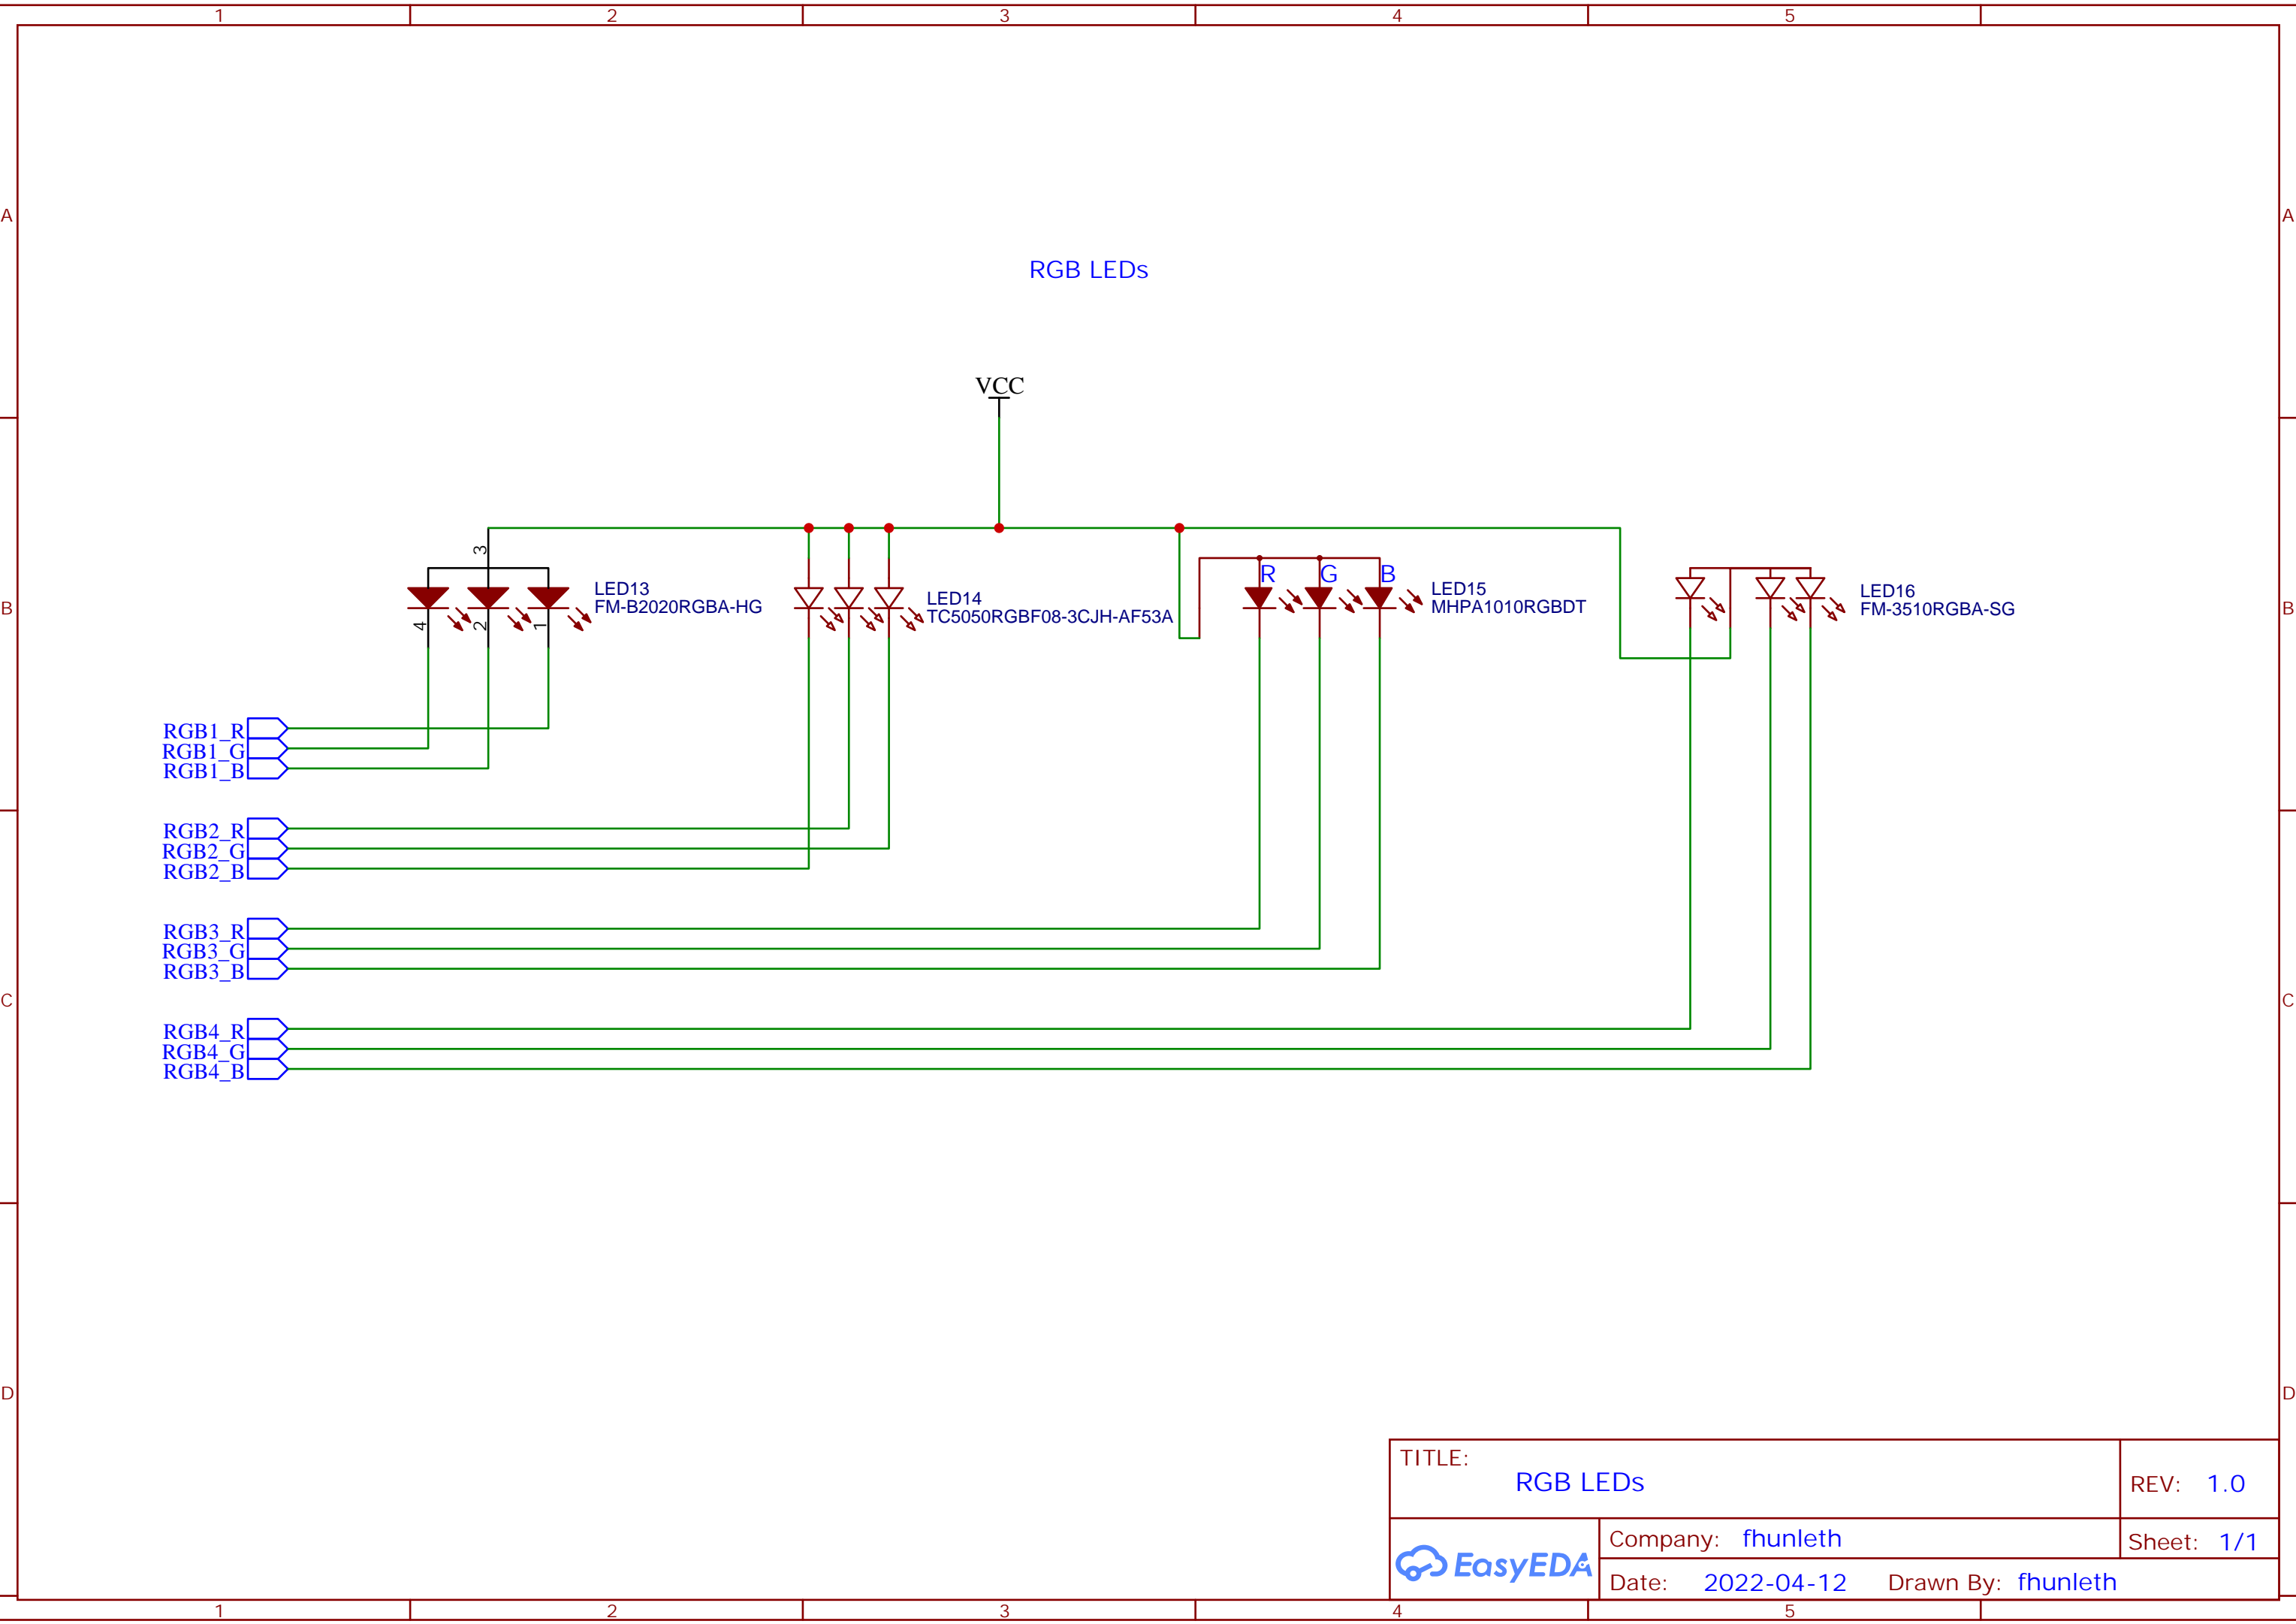 1 2 3 4 5
A A
RGB LEDs
VCC
3
R G B
LED13
FM-B2020RGBA-HG
LED14
TC5050RGBF08-3CJH-AF53A
LED15
MHPA1010RGBDT
LED16
FM-3510RGBA-SG
B B
4 2 1
RGB1_R
RGB1_G
RGB1_B
RGB2_R
RGB2_G
RGB2_B
RGB3_R
RGB3_G
RGB3_B
C C
RGB4_R
RGB4_G
RGB4_B
D D
TITLE:
RGB LEDs
REV: 1.0
EasyEDA
Company: fhunleth
Sheet: 1/1
Date: 2022-04-12 Drawn By: fhunleth
1 2 3 4 5